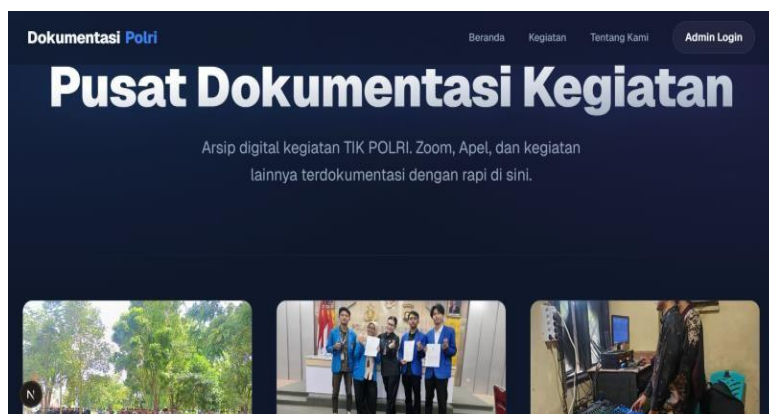 Dokumentasi Polri
Beranda
Kegiatan
Tentang Kami
Admin Login
Pusat Dokumentasi Kegiatan
Arsip digital kegiatan TIK POLRI. Zoom, Apel, dan kegiatan
lainnya terdokumentasi dengan rapi di sini.
N